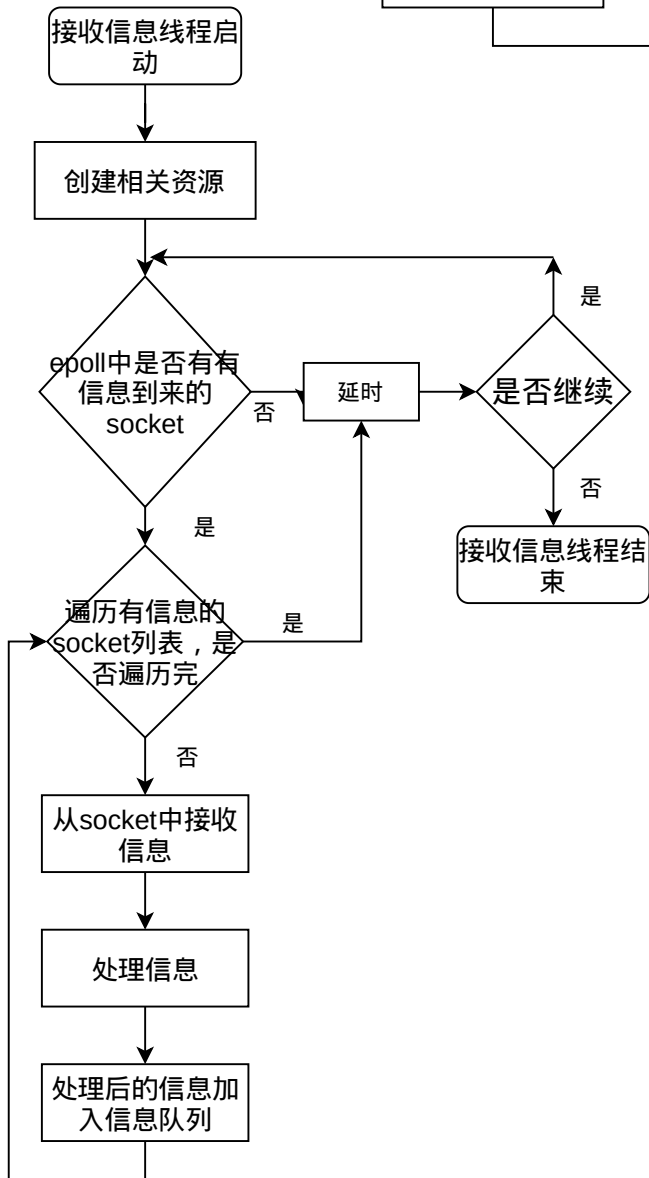 接收信息线程启
动
创建相关资源
是
epoll中是否有有
信息到来的
socket
否
延时
是否继续
是
否
接收信息线程结
束
遍历有信息的
socket列表，是
否遍历完
是
否
从socket中接收
信息
处理信息
处理后的信息加
入信息队列